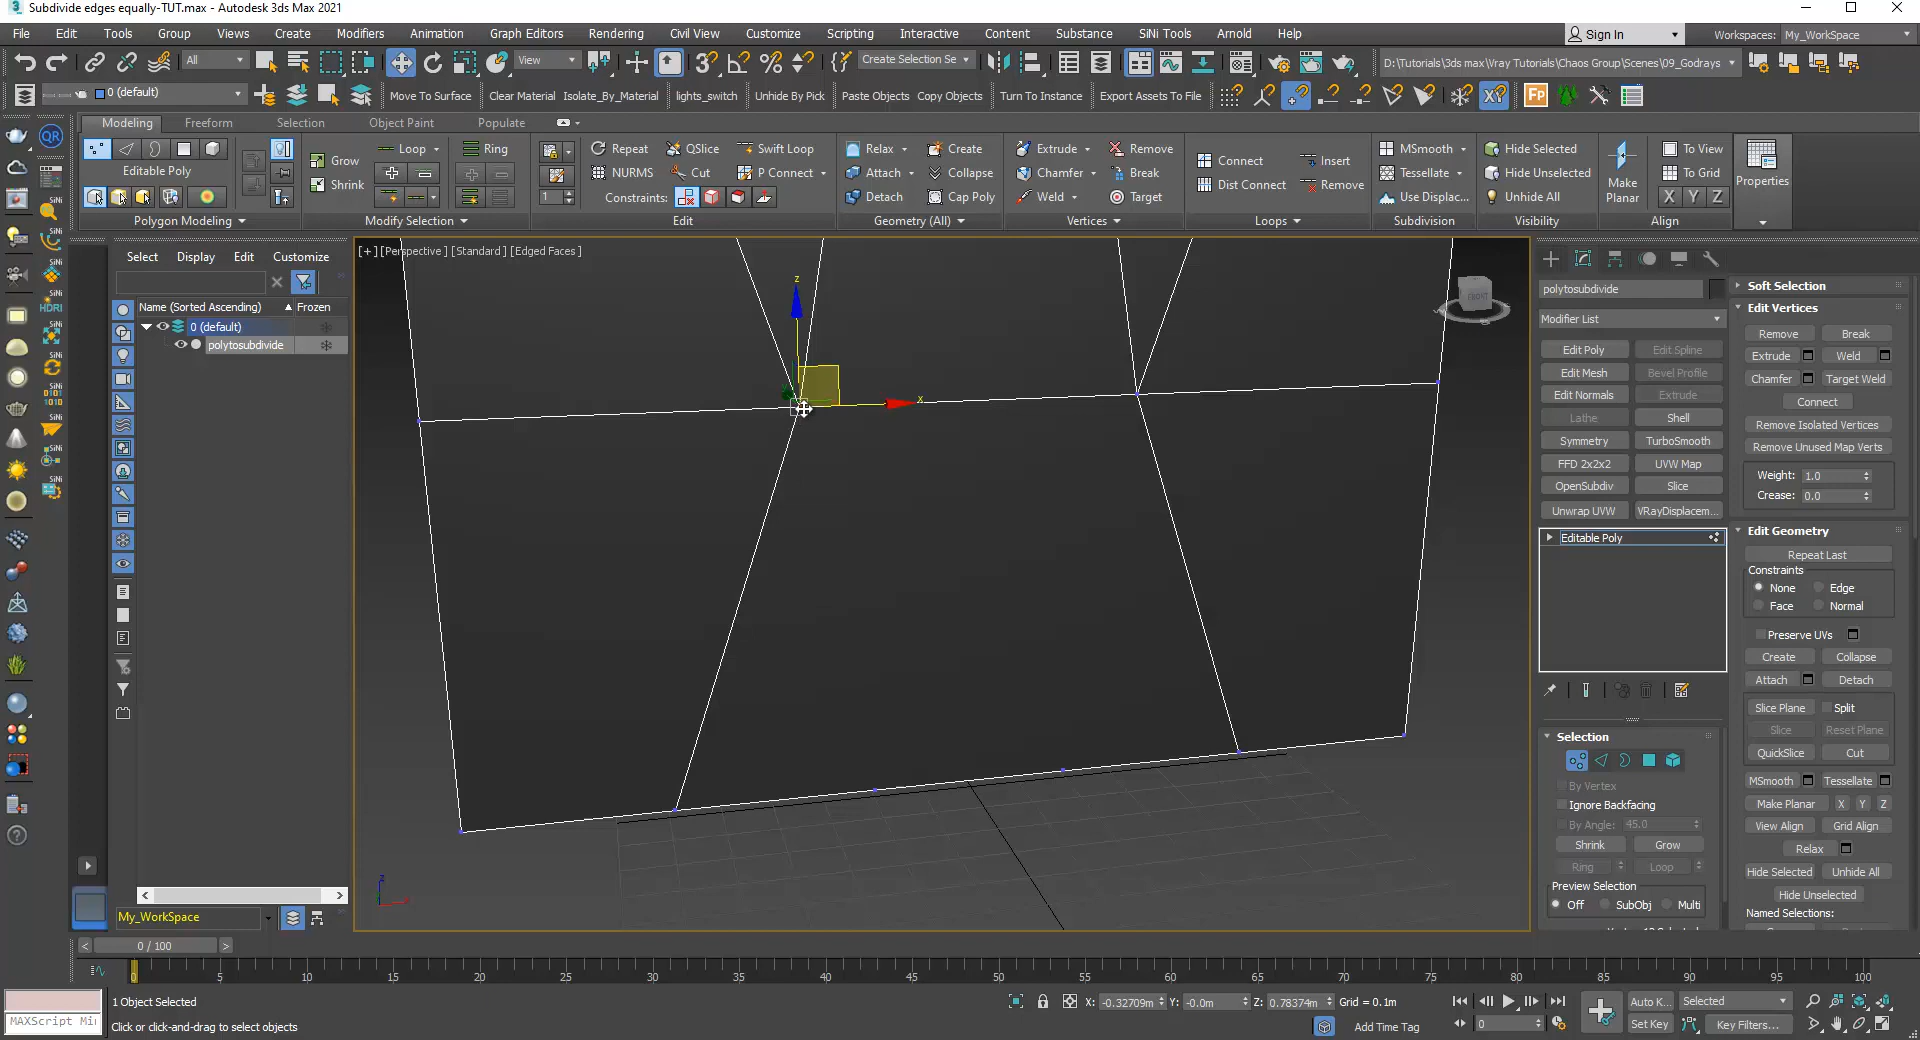 Subdivide edges equally-TUT.max - Autodesk 3ds Max 2021
File Edit Tools Group Views Create Modifiers Animation Graph Editors Rendering Civil View Customize Scripting Interactive Content Substance SiNi Tools Arnold Help
Sign In
Workspaces: My_WorkSpace
All
View
Create Selection Se
D:\Tutorials\3ds max\Vray Tutorials\Chaos Group\Scenes\09_Godrays
0 (default)
Move To Surface Clear Material Isolate_By_Material lights_switch Unhide By Pick Paste Objects Copy Objects Turn To Instance Export Assets To File
XY
Fp
Modeling Freeform Selection Object Paint Populate
QR
Editable Poly
Polygon Modeling
Grow
Shrink
Loop
Ring
Modify Selection
1
Repeat QSlice Swift Loop
NURMS Cut P Connect
Constraints:
Edit
Relax Create
Attach Collapse
Detach Cap Poly
Geometry (All)
Extrude Remove
Chamfer Break
Weld Target
Vertices
Connect Insert
Dist Connect Remove
Loops
MSmooth
Tessellate
Use Displac...
Subdivision
Hide Selected
Hide Unselected
Unhide All
Visibility
Make Planar
To View
To Grid
X Y Z
Align
Properties
SiNi
SiNi
SiNi
SiNi
HDRI
SiNi
SiNi
SiNi
SiNi
SiNi
SiNi
Select Display Edit Customize
Name (Sorted Ascending) Frozen
0 (default)
polytosubdivide
[+] [Perspective] [Standard] [Edged Faces]
z
x
polytosubdivide
Modifier List
Edit Poly Edit Spline
Edit Mesh Bevel Profile
Edit Normals Extrude
Lathe Shell
Symmetry TurboSmooth
FFD 2x2x2 UVW Map
OpenSubdiv Slice
Unwrap UVW VRayDisplacem...
Editable Poly
Selection
By Vertex
Ignore Backfacing
By Angle: 45.0
Shrink Grow
Ring Loop
Preview Selection
Off SubObj Multi
Soft Selection
Edit Vertices
Remove Break
Extrude Weld
Chamfer Target Weld
Connect
Remove Isolated Vertices
Remove Unused Map Verts
Weight: 1.0
Crease: 0.0
Edit Geometry
Repeat Last
Constraints
None Edge
Face Normal
Preserve UVs
Create Collapse
Attach Detach
Slice Plane Split
Slice Reset Plane
QuickSlice Cut
MSmooth Tessellate
Make Planar X Y Z
View Align Grid Align
Relax
Hide Selected Unhide All
Hide Unselected
Named Selections:
My_WorkSpace
< 0 / 100 >
0 5 10 15 20 25 30 35 40 45 50 55 60 65 70 75 80 85 90 95 100
MAXScript Mi
1 Object Selected
Click or click-and-drag to select objects
X: -0.32709m Y: -0.0m Z: 0.78374m Grid = 0.1m
Add Time Tag
0
Auto K...
Set Key
Selected
Key Filters...